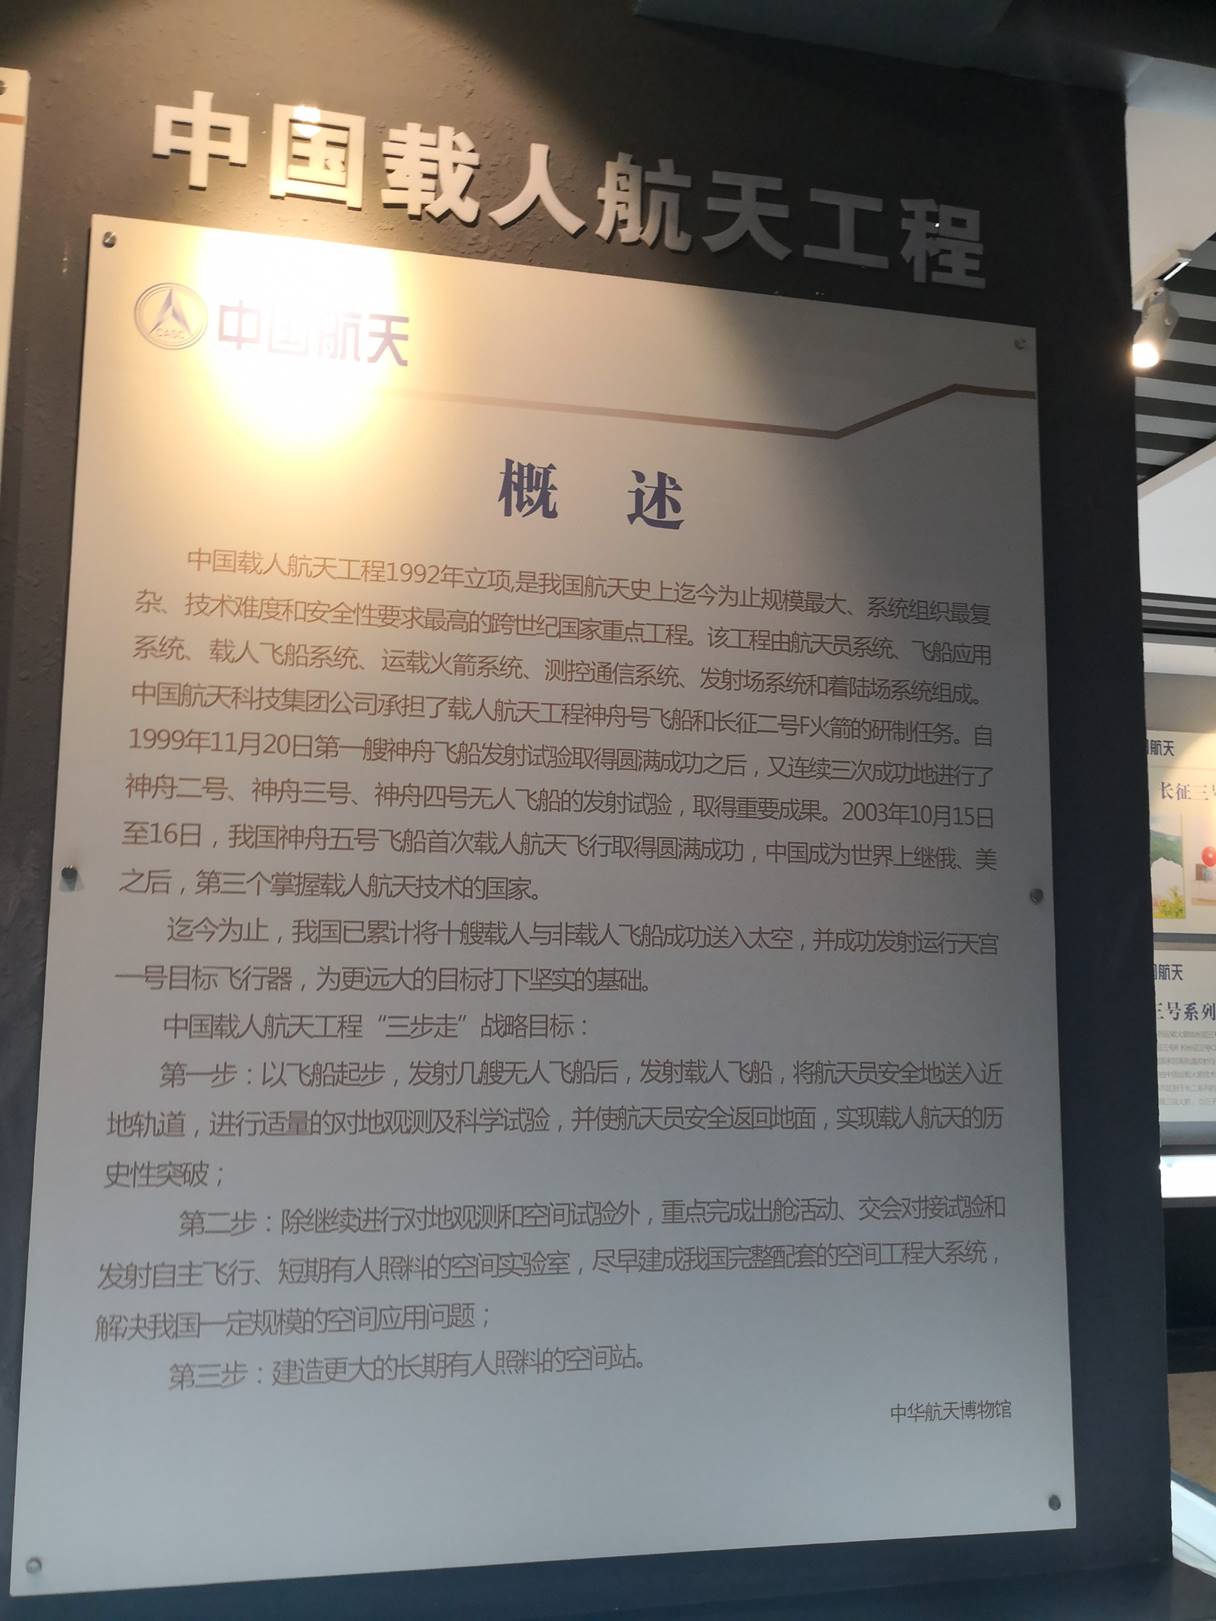 中国载人航天工程
CASC
中国航天
概 述
中国载人航天工程1992年立项,是我国航天史上迄今为止规模最大、系统组织最复
杂、技术难度和安全性要求最高的跨世纪国家重点工程。该工程由航天员系统、飞船应用
系统、载人飞船系统、运载火箭系统、测控通信系统、发射场系统和着陆场系统组成。
中国航天科技集团公司承担了载人航天工程神舟号飞船和长征二号F火箭的研制任务。自
1999年11月20日第一艘神舟飞船发射试验取得圆满成功之后，又连续三次成功地进行了
神舟二号、神舟三号、神舟四号无人飞船的发射试验，取得重要成果。2003年10月15日
至16日，我国神舟五号飞船首次载人航天飞行取得圆满成功，中国成为世界上继俄、美
之后，第三个掌握载人航天技术的国家。
迄今为止，我国已累计将十艘载人与非载人飞船成功送入太空，并成功发射运行天宫
一号目标飞行器，为更远大的目标打下坚实的基础。
中国载人航天工程“三步走”战略目标：
第一步：以飞船起步，发射几艘无人飞船后，发射载人飞船，将航天员安全地送入近
地轨道，进行适量的对地观测及科学试验，并使航天员安全返回地面，实现载人航天的历
史性突破；
第二步：除继续进行对地观测和空间试验外，重点完成出舱活动、交会对接试验和
发射自主飞行、短期有人照料的空间实验室，尽早建成我国完整配套的空间工程大系统，
解决我国一定规模的空间应用问题；
第三步：建造更大的长期有人照料的空间站。
中华航天博物馆
航天
长征三号
航天
三号系列